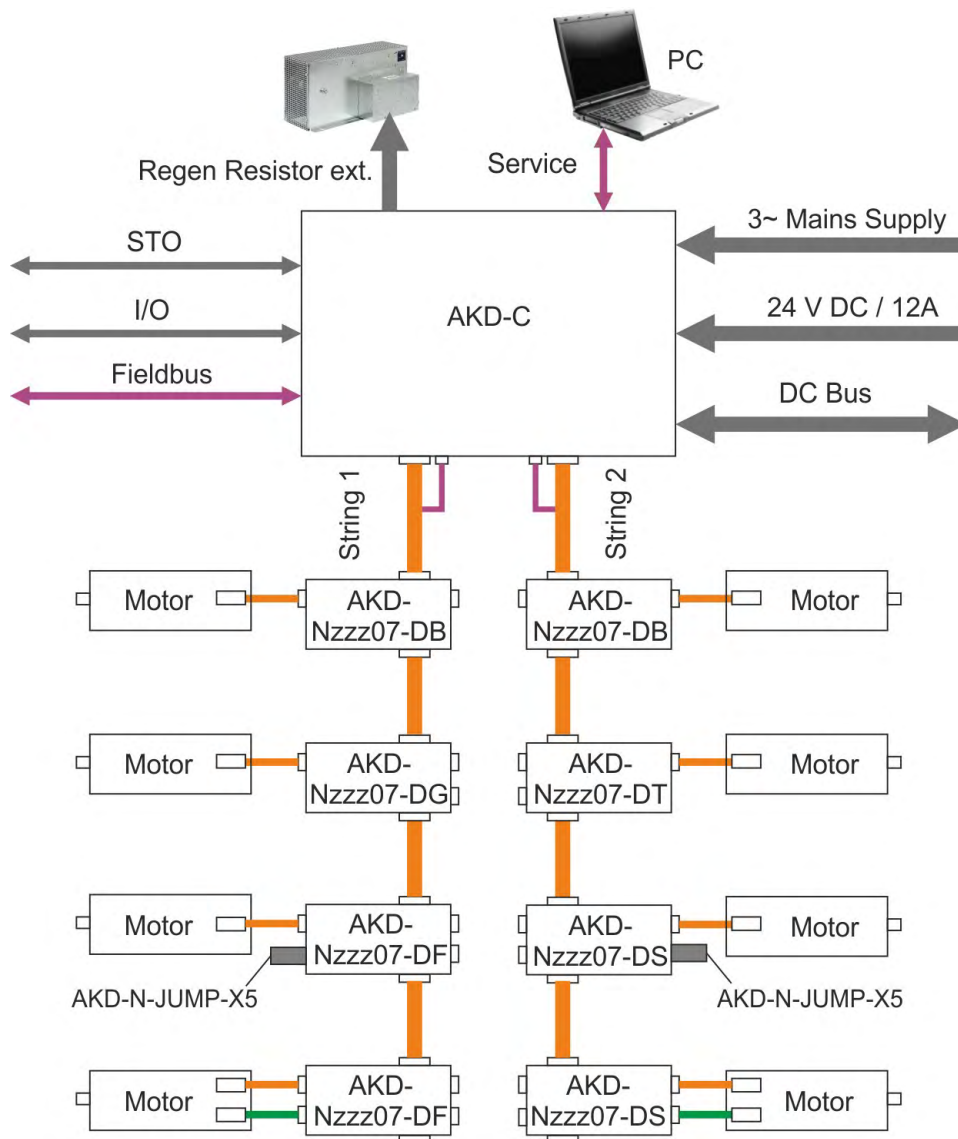 PC
Regen Resistor ext.
Service
STO
3~ Mains Supply
I/O
AKD-C
24 V DC / 12A
Fieldbus
DC Bus
String 1
String 2
Motor
AKD-
Nzzz07-DB
AKD-
Nzzz07-DB
Motor
Motor
AKD-
Nzzz07-DG
AKD-
Nzzz07-DT
Motor
Motor
AKD-
Nzzz07-DF
AKD-
Nzzz07-DS
Motor
AKD-N-JUMP-X5
AKD-N-JUMP-X5
Motor
AKD-
Nzzz07-DF
AKD-
Nzzz07-DS
Motor